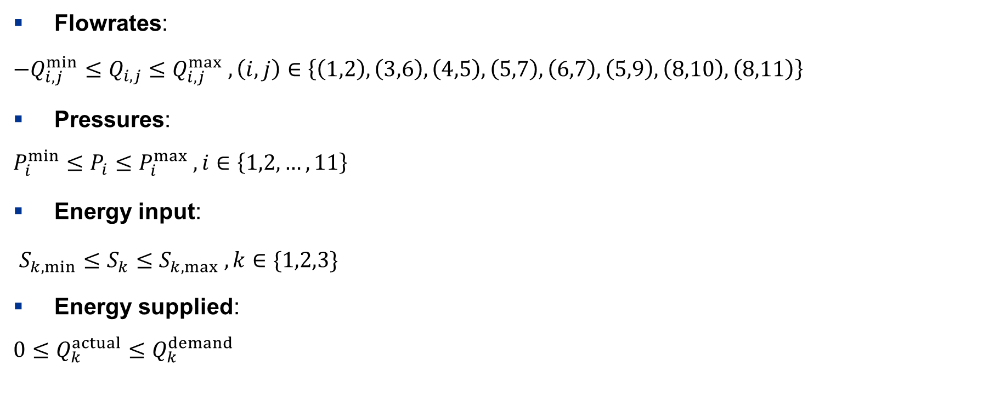 ▪ Flowrates:
−Q_{i,j}^{min} ≤ Q_{i,j} ≤ Q_{i,j}^{max} , (i, j) ∈ {(1,2), (3,6), (4,5), (5,7), (6,7), (5,9), (8,10), (8,11)}
▪ Pressures:
P_i^{min} ≤ P_i ≤ P_i^{max} , i ∈ {1,2, … , 11}
▪ Energy input:
S_{k,min} ≤ S_k ≤ S_{k,max} , k ∈ {1,2,3}
▪ Energy supplied:
0 ≤ Q_k^{actual} ≤ Q_k^{demand}